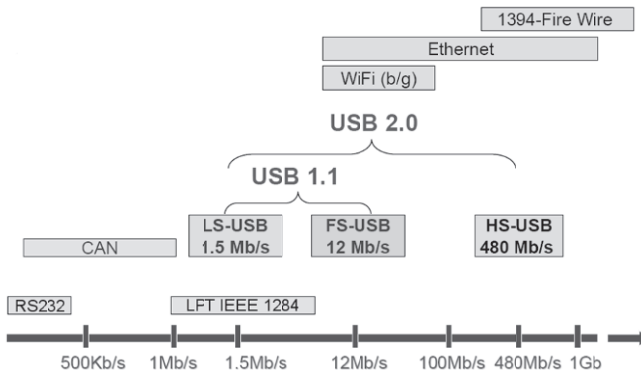 1394-Fire Wire
Ethernet
WiFi (b/g)
USB 2.0
USB 1.1
LS-USB
1.5 Mb/s
FS-USB
12 Mb/s
HS-USB
480 Mb/s
CAN
RS232
LFT IEEE 1284
500Kb/s 1Mb/s 1.5Mb/s 12Mb/s 100Mb/s 480Mb/s 1Gb